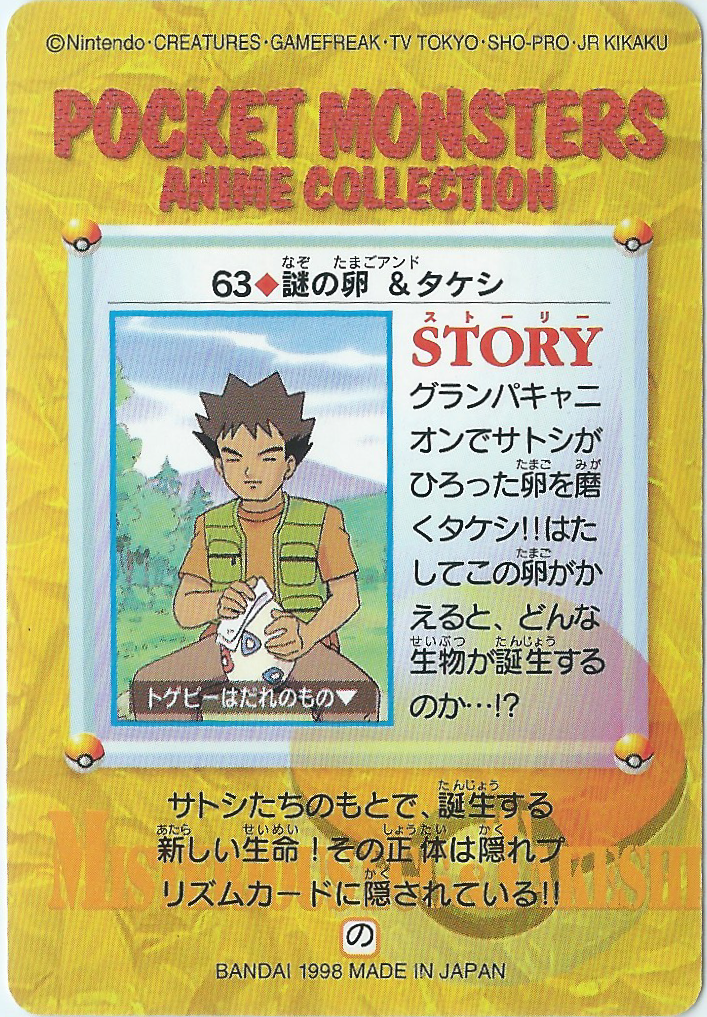 ©Nintendo・CREATURES・GAMEFREAK・TV TOKYO・SHO-PRO・JR KIKAKU
POCKET MONSTERS
ANIME COLLECTION
なぞ たまごアンド
63◆謎の卵 &タケシ
ストーリー
STORY
グランパキャニ
オンでサトシが
たまご みが
ひろった卵を磨
くタケシ!!はた
たまご
してこの卵がか
えると、どんな
せいぶつ たんじょう
生物が誕生する
のか…!?
トゲピーはだれのもの▼
たんじょう
サトシたちのもとで、誕生する
あたら せいめい しょうたい かく
新しい生命!その正体は隠れプ
かく
リズムカードに隠されている!!
の
BANDAI 1998 MADE IN JAPAN